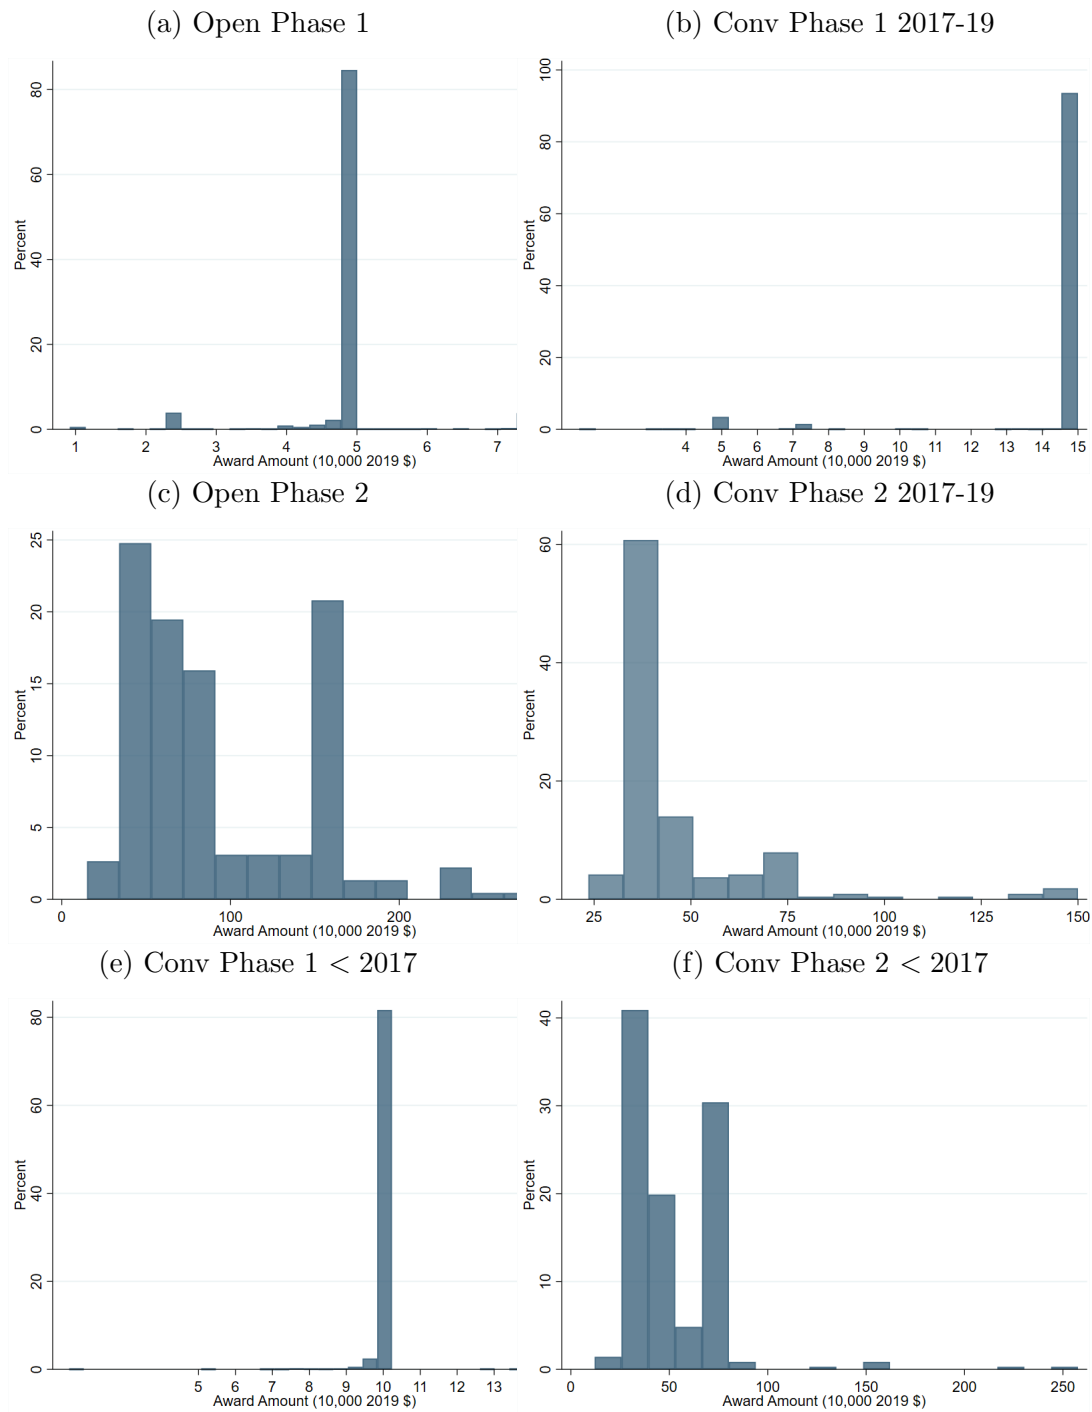 (a) Open Phase 1
Percent
0 20 40 60 80
1 2 3 4 5 6 7
Award Amount (10,000 2019 $)
(b) Conv Phase 1 2017-19
Percent
0 20 40 60 80 100
4 5 6 7 8 9 10 11 12 13 14 15
Award Amount (10,000 2019 $)
(c) Open Phase 2
Percent
0 5 10 15 20 25
0 100 200
Award Amount (10,000 2019 $)
(d) Conv Phase 2 2017-19
Percent
0 20 40 60
25 50 75 100 125 150
Award Amount (10,000 2019 $)
(e) Conv Phase 1 < 2017
Percent
0 20 40 60 80
5 6 7 8 9 10 11 12 13
Award Amount (10,000 2019 $)
(f) Conv Phase 2 < 2017
Percent
0 10 20 30 40
0 50 100 150 200 250
Award Amount (10,000 2019 $)